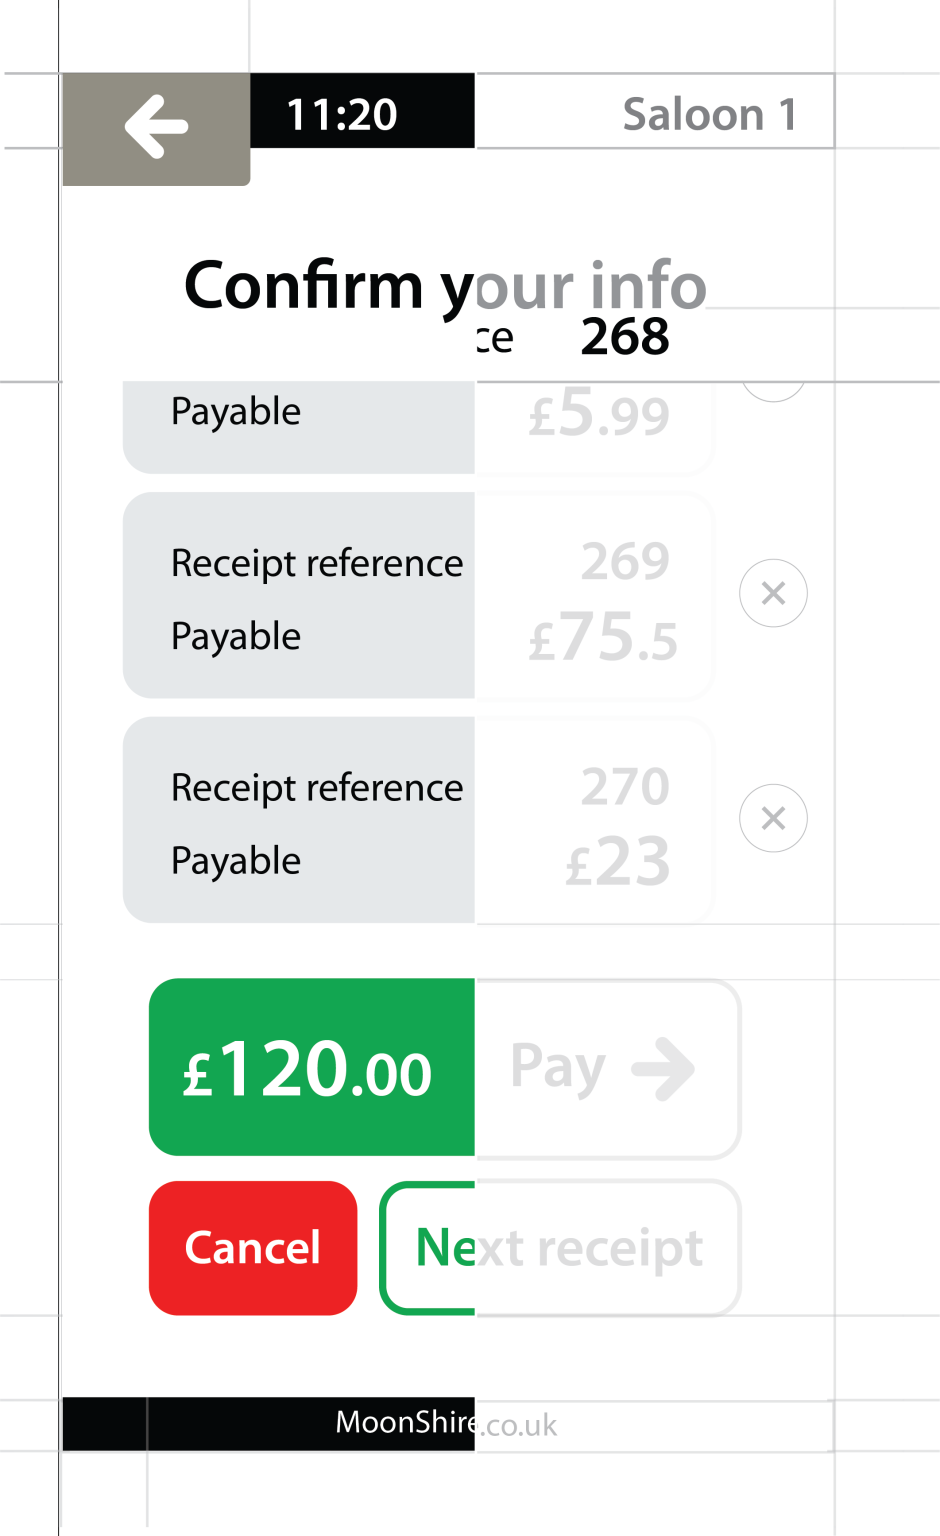 11:20 Saloon 1
Confirm your info
ce 268
Payable £5.99
Receipt reference 269
Payable £75.5
Receipt reference 270
Payable £23
£120.00 Pay
Cancel Next receipt
MoonShire.co.uk